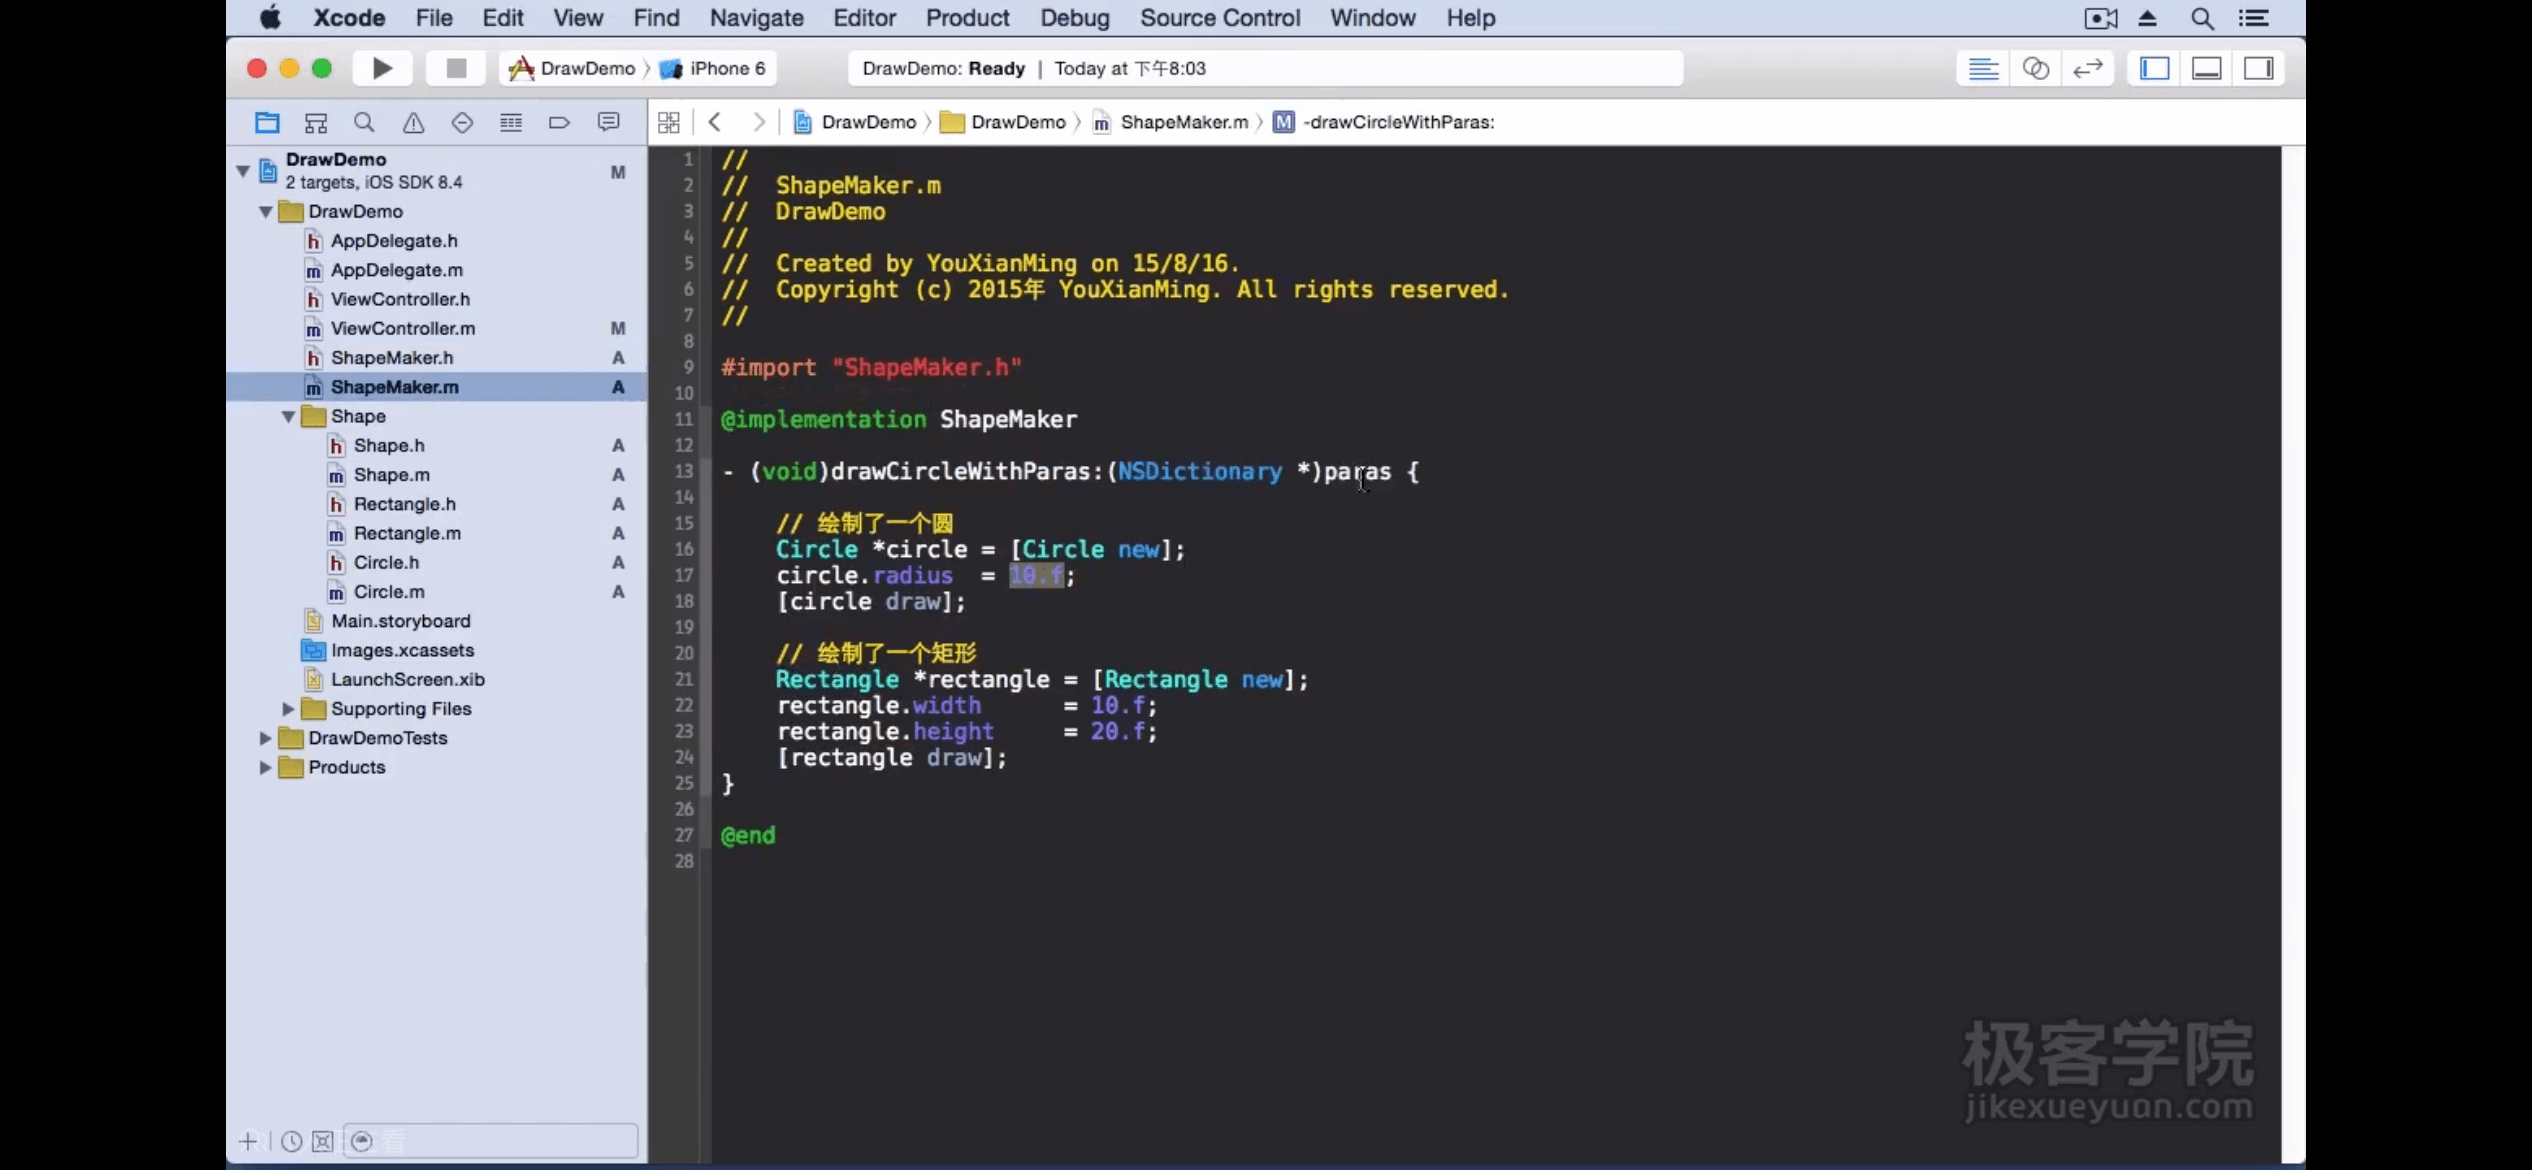 Xcode File Edit View Find Navigate Editor Product Debug Source Control Window Help
DrawDemo 〉 iPhone 6
DrawDemo: Ready | Today at 下午8:03
DrawDemo 〉 DrawDemo 〉 m ShapeMaker.m 〉 M -drawCircleWithParas:
DrawDemo M
2 targets, iOS SDK 8.4
DrawDemo
h AppDelegate.h
m AppDelegate.m
h ViewController.h
m ViewController.m M
h ShapeMaker.h A
m ShapeMaker.m A
Shape
h Shape.h A
m Shape.m A
h Rectangle.h A
m Rectangle.m A
h Circle.h A
m Circle.m A
Main.storyboard
Images.xcassets
LaunchScreen.xib
Supporting Files
DrawDemoTests
Products
1 //
2 //  ShapeMaker.m
3 //  DrawDemo
4 //
5 //  Created by YouXianMing on 15/8/16.
6 //  Copyright (c) 2015年 YouXianMing. All rights reserved.
7 //
8
9 #import "ShapeMaker.h"
10
11 @implementation ShapeMaker
12
13 - (void)drawCircleWithParas:(NSDictionary *)paras {
14
15     // 绘制了一个圆
16     Circle *circle = [Circle new];
17     circle.radius  = 10.f;
18     [circle draw];
19
20     // 绘制了一个矩形
21     Rectangle *rectangle = [Rectangle new];
22     rectangle.width      = 10.f;
23     rectangle.height     = 20.f;
24     [rectangle draw];
25 }
26
27 @end
28
极客学院
jikexueyuan.com